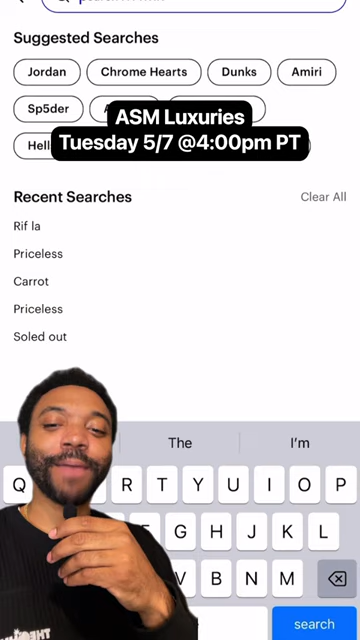 Suggested Searches
Jordan
Chrome Hearts
Dunks
Amiri
Sp5der
ASM Luxuries
Tuesday 5/7 @4:00pm PT
Recent Searches
Clear All
Rif la
Priceless
Carrot
Priceless
Soled out
The
I'm
Q R T Y U I O P
G H J K L
V B N M
search